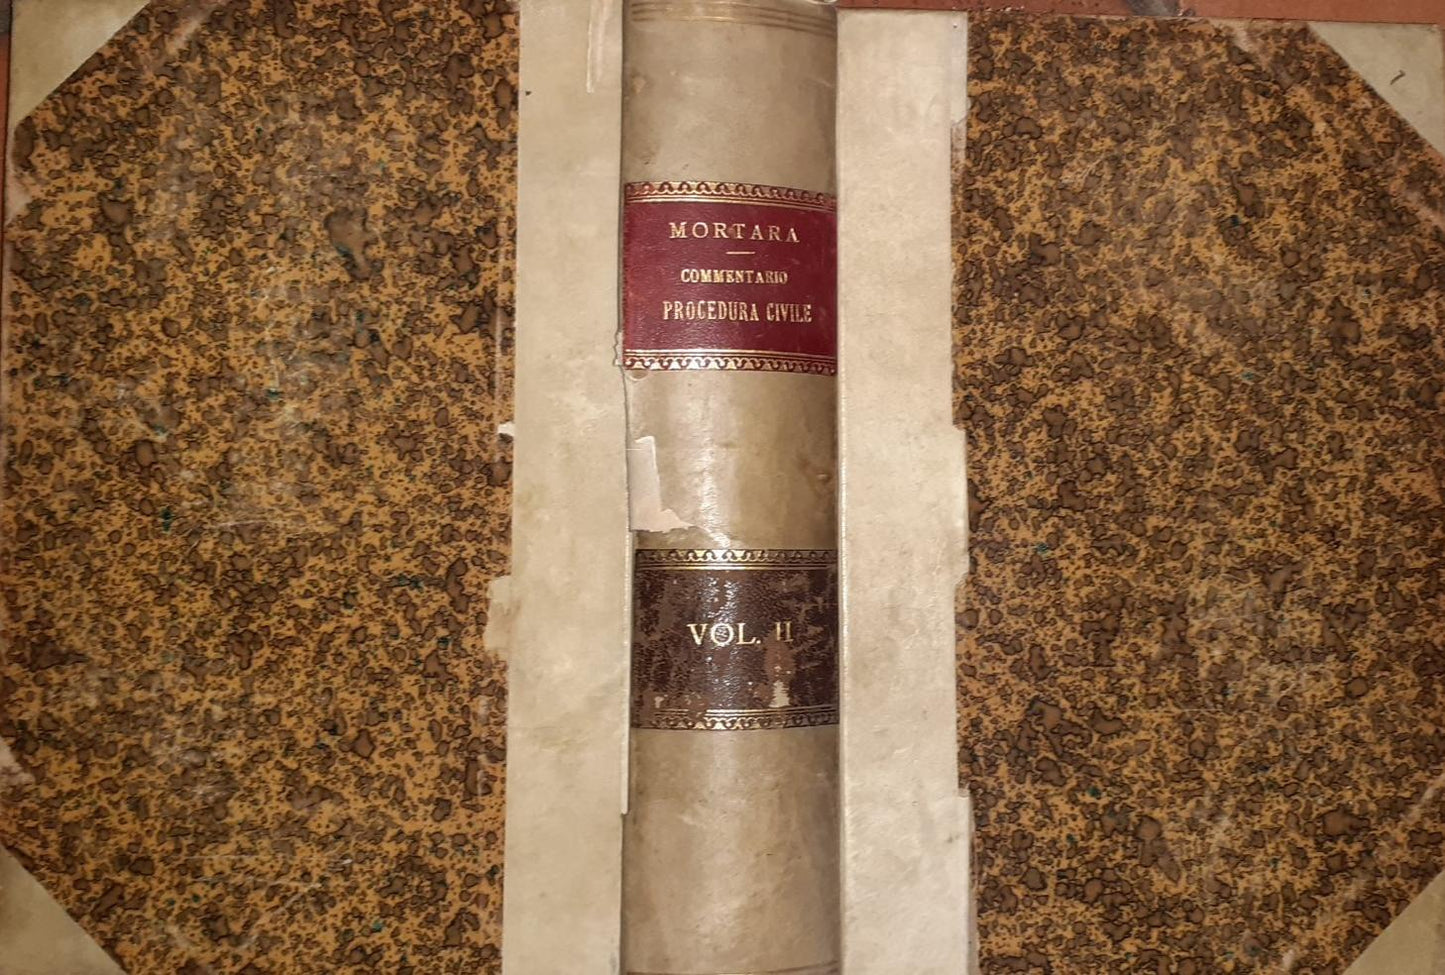 MORTARA
COMMENTARIO
PROCEDURA CIVILE
VOL. II